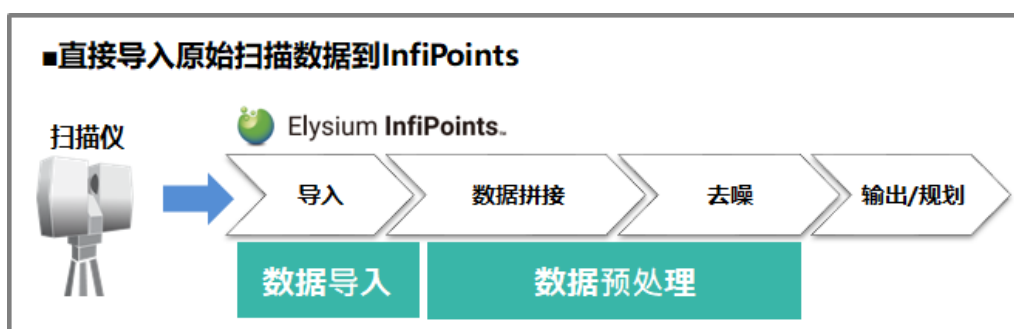 ■直接导入原始扫描数据到InfiPoints
扫描仪
Elysium InfiPoints™
导入
数据拼接
去噪
输出/规划
数据导入
数据预处理